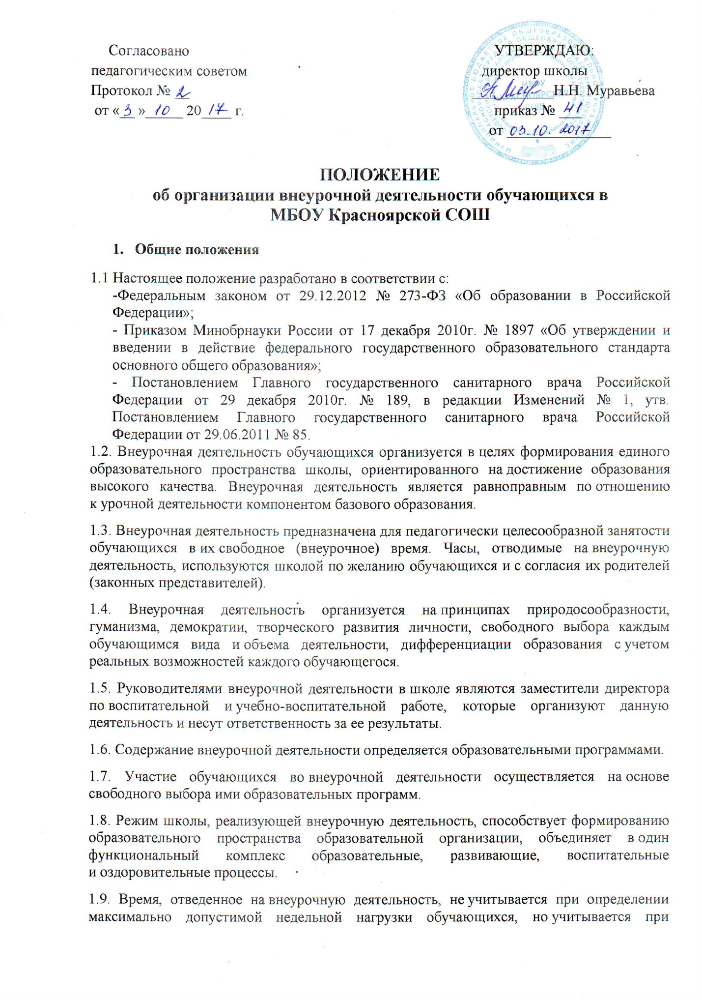 Согласовано
педагогическим советом
Протокол № 2
от «3» 10 2017 г.
УТВЕРЖДАЮ:
директор школы
Н.Н. Муравьева
приказ № 41
от 03.10. 2017
МБОУ
КРАСНОЯРСКАЯ
СОШ
ПОЛОЖЕНИЕ
об организации внеурочной деятельности обучающихся в
МБОУ Красноярской СОШ
1. Общие положения
1.1 Настоящее положение разработано в соответствии с:
-Федеральным законом от 29.12.2012 № 273-ФЗ «Об образовании в Российской
Федерации»;
- Приказом Минобрнауки России от 17 декабря 2010г. № 1897 «Об утверждении и
введении в действие федерального государственного образовательного стандарта
основного общего образования»;
- Постановлением Главного государственного санитарного врача Российской
Федерации от 29 декабря 2010г. № 189, в редакции Изменений № 1, утв.
Постановлением Главного государственного санитарного врача Российской
Федерации от 29.06.2011 № 85.
1.2. Внеурочная деятельность обучающихся организуется в целях формирования единого
образовательного пространства школы, ориентированного на достижение образования
высокого качества. Внеурочная деятельность является равноправным по отношению
к урочной деятельности компонентом базового образования.
1.3. Внеурочная деятельность предназначена для педагогически целесообразной занятости
обучающихся в их свободное (внеурочное) время. Часы, отводимые на внеурочную
деятельность, используются школой по желанию обучающихся и с согласия их родителей
(законных представителей).
1.4. Внеурочная деятельность организуется на принципах природосообразности,
гуманизма, демократии, творческого развития личности, свободного выбора каждым
обучающимся вида и объема деятельности, дифференциации образования с учетом
реальных возможностей каждого обучающегося.
1.5. Руководителями внеурочной деятельности в школе являются заместители директора
по воспитательной и учебно-воспитательной работе, которые организуют данную
деятельность и несут ответственность за ее результаты.
1.6. Содержание внеурочной деятельности определяется образовательными программами.
1.7. Участие обучающихся во внеурочной деятельности осуществляется на основе
свободного выбора ими образовательных программ.
1.8. Режим школы, реализующей внеурочную деятельность, способствует формированию
образовательного пространства образовательной организации, объединяет в один
функциональный комплекс образовательные, развивающие, воспитательные
и оздоровительные процессы.
1.9. Время, отведенное на внеурочную деятельность, не учитывается при определении
максимально допустимой недельной нагрузки обучающихся, но учитывается при